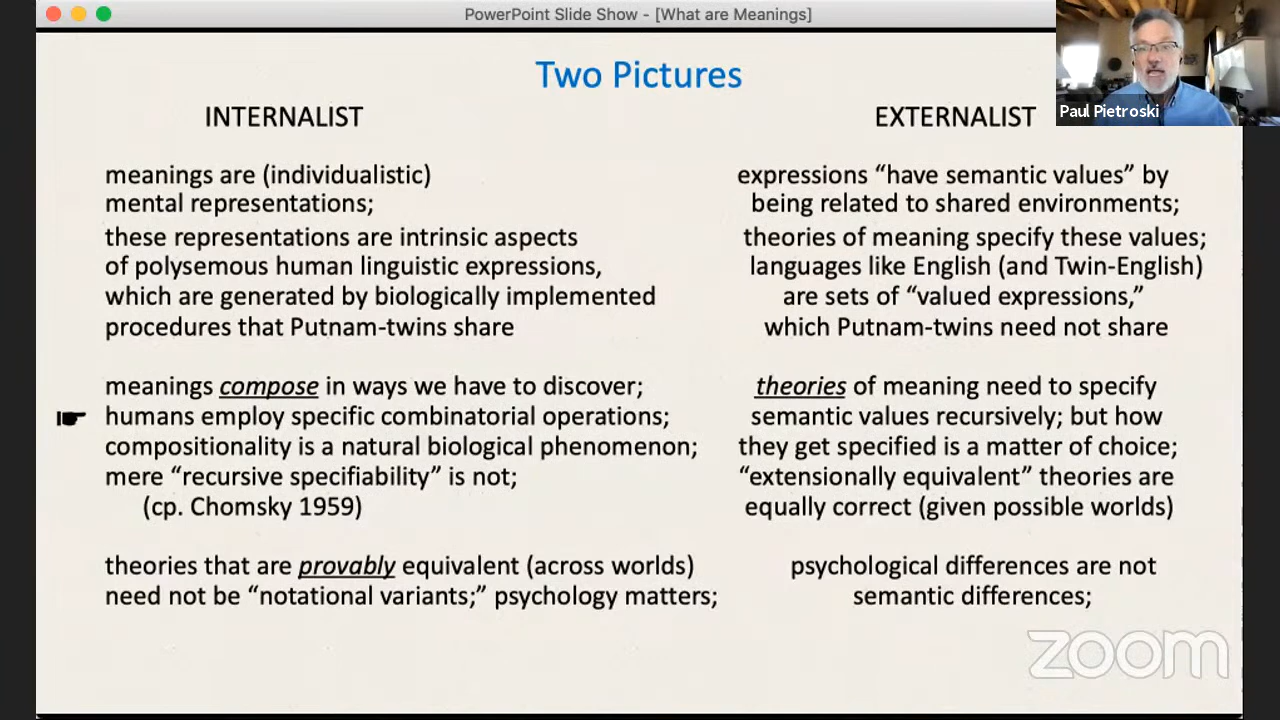 PowerPoint Slide Show - [What are Meanings]
Two Pictures
Paul Pietroski
INTERNALIST
meanings are (individualistic)
mental representations;
these representations are intrinsic aspects
of polysemous human linguistic expressions,
which are generated by biologically implemented
procedures that Putnam-twins share
meanings compose in ways we have to discover;
humans employ specific combinatorial operations;
compositionality is a natural biological phenomenon;
mere “recursive specifiability” is not;
(cp. Chomsky 1959)
theories that are provably equivalent (across worlds)
need not be “notational variants;” psychology matters;
EXTERNALIST
expressions “have semantic values” by
being related to shared environments;
theories of meaning specify these values;
languages like English (and Twin-English)
are sets of “valued expressions,”
which Putnam-twins need not share
theories of meaning need to specify
semantic values recursively; but how
they get specified is a matter of choice;
“extensionally equivalent” theories are
equally correct (given possible worlds)
psychological differences are not
semantic differences;
zoom